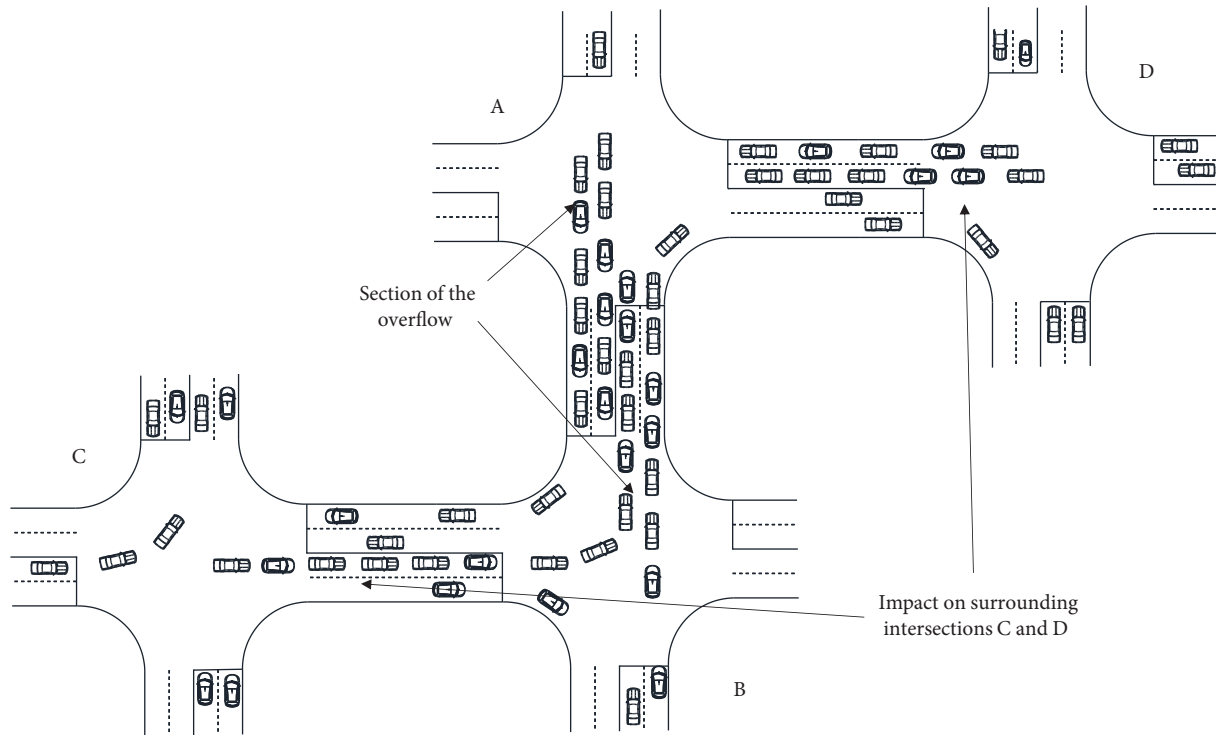 A
D
Section of the
overflow
C
Impact on surrounding
intersections C and D
B